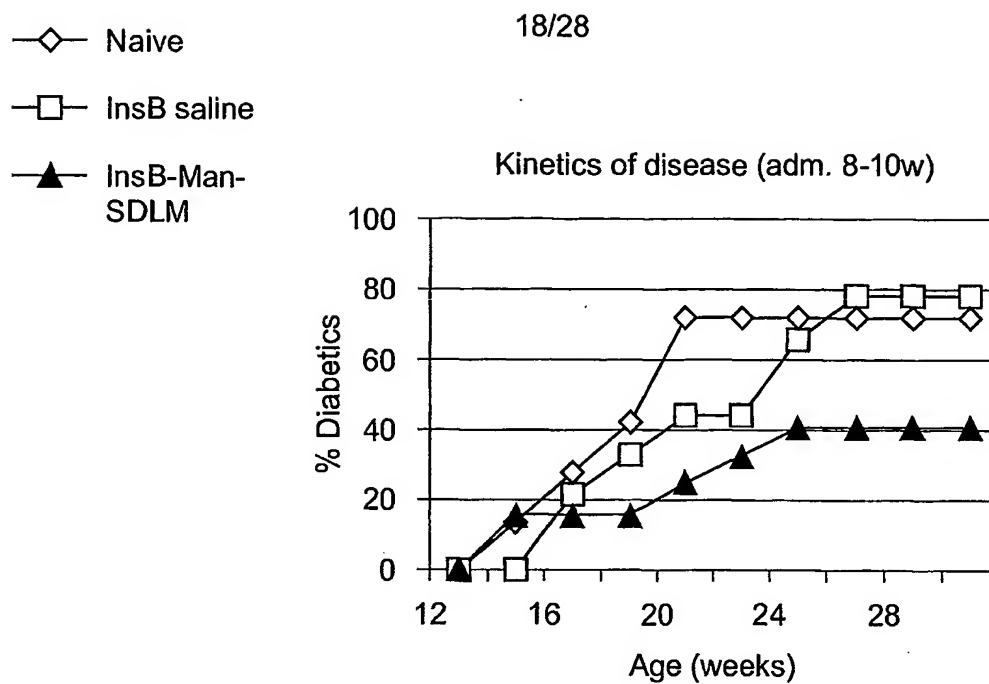 18/28
Naive
InsB saline
InsB-Man-
SDLM
Kinetics of disease (adm. 8-10w)
100
80
60
40
20
0
% Diabetics
12 16 20 24 28
Age (weeks)